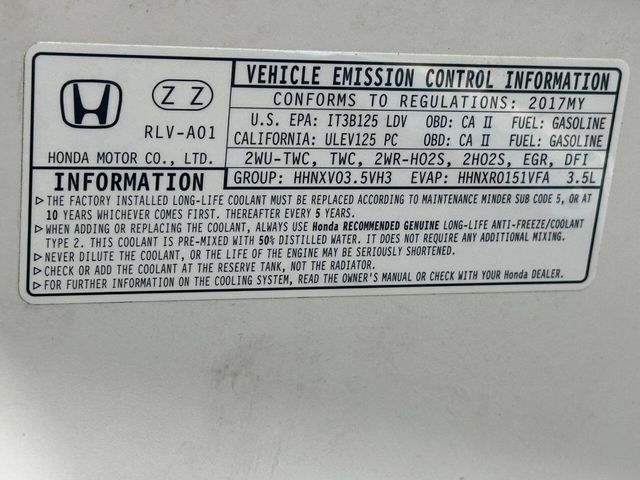 Z Z
RLV-A01
HONDA MOTOR CO., LTD.
VEHICLE EMISSION CONTROL INFORMATION
CONFORMS TO REGULATIONS: 2017MY
U.S. EPA: IT3B125 LDV OBD: CA II FUEL: GASOLINE
CALIFORNIA: ULEV125 PC OBD: CA II FUEL: GASOLINE
2WU-TWC, TWC, 2WR-HO2S, 2HO2S, EGR, DFI
GROUP: HHNXV03.5VH3 EVAP: HHNXR0151VFA 3.5L
INFORMATION
▷THE FACTORY INSTALLED LONG-LIFE COOLANT MUST BE REPLACED ACCORDING TO MAINTENANCE MINDER SUB CODE 5, OR AT
10 YEARS WHICHEVER COMES FIRST. THEREAFTER EVERY 5 YEARS.
▷WHEN ADDING OR REPLACING THE COOLANT, ALWAYS USE Honda RECOMMENDED GENUINE LONG-LIFE ANTI-FREEZE/COOLANT
TYPE 2. THIS COOLANT IS PRE-MIXED WITH 50% DISTILLED WATER. IT DOES NOT REQUIRE ANY ADDITIONAL MIXING.
▷NEVER DILUTE THE COOLANT, OR THE LIFE OF THE ENGINE MAY BE SERIOUSLY SHORTENED.
▷CHECK OR ADD THE COOLANT AT THE RESERVE TANK, NOT THE RADIATOR.
▷FOR FURTHER INFORMATION ON THE COOLING SYSTEM, READ THE OWNER'S MANUAL OR CHECK WITH YOUR Honda DEALER.